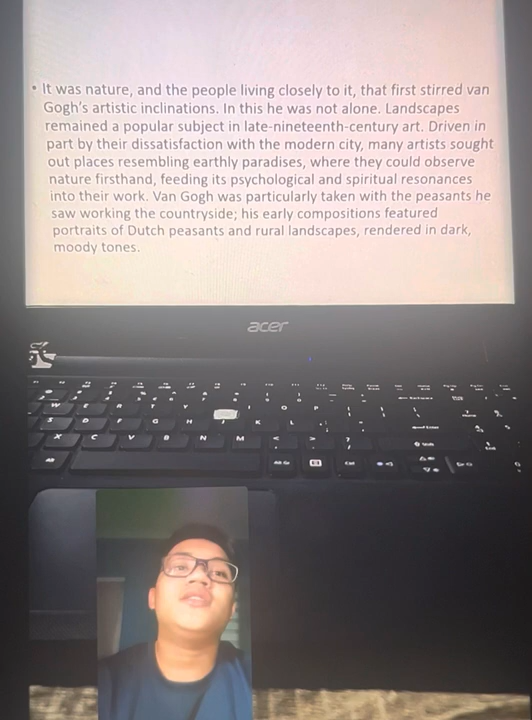 • It was nature, and the people living closely to it, that first stirred van
Gogh's artistic inclinations. In this he was not alone. Landscapes
remained a popular subject in late-nineteenth-century art. Driven in
part by their dissatisfaction with the modern city, many artists sought
out places resembling earthly paradises, where they could observe
nature firsthand, feeding its psychological and spiritual resonances
into their work. Van Gogh was particularly taken with the peasants he
saw working the countryside; his early compositions featured
portraits of Dutch peasants and rural landscapes, rendered in dark,
moody tones.
acer
W E R T Y I O P
S D F G H J K L
X C V B N M < > ?
Alt Alt Gr Ctrl